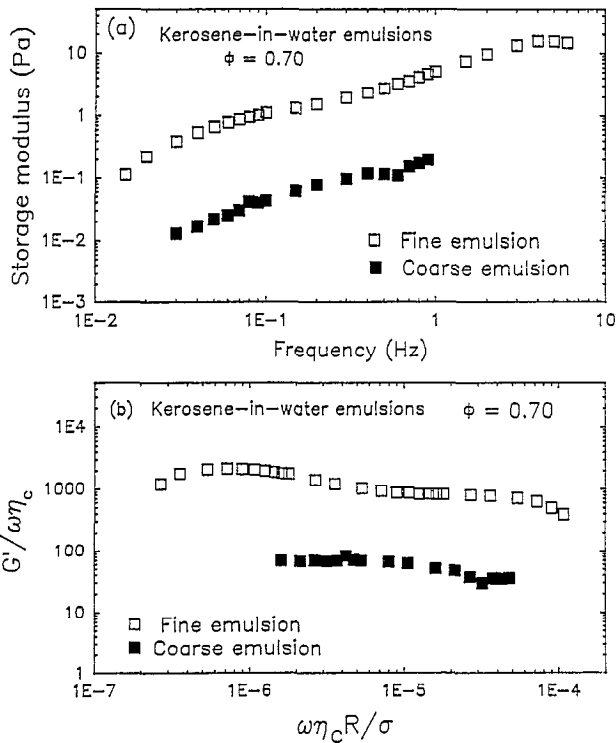 (a) Kerosene-in-water emulsions
ϕ = 0.70
Storage modulus (Pa)
10
1
1E-1
1E-2
1E-3
□ Fine emulsion
■ Coarse emulsion
1E-2 1E-1 1 10
Frequency (Hz)
(b) Kerosene-in-water emulsions ϕ = 0.70
G'/ωη_c
1E4
1000
100
10
1
□ Fine emulsion
■ Coarse emulsion
1E-7 1E-6 1E-5 1E-4
ωη_cR/σ